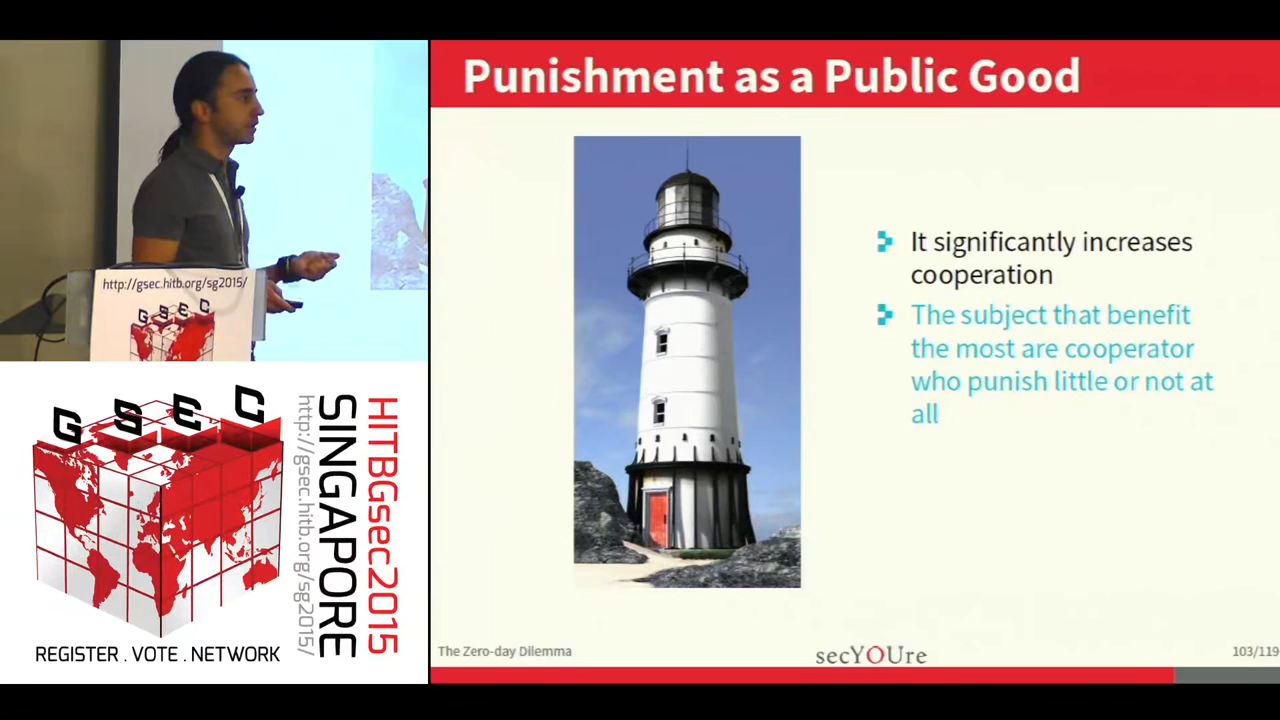 Punishment as a Public Good
It significantly increases
cooperation
The subject that benefit
the most are cooperator
who punish little or not at
all
The Zero-day Dilemma
secYOUre
103/119
http://gsec.hitb.org/sg2015/
G S E C
G S E C
REGISTER . VOTE . NETWORK
http://gsec.hitb.org/sg2015/
SINGAPORE
HITBGsec2015